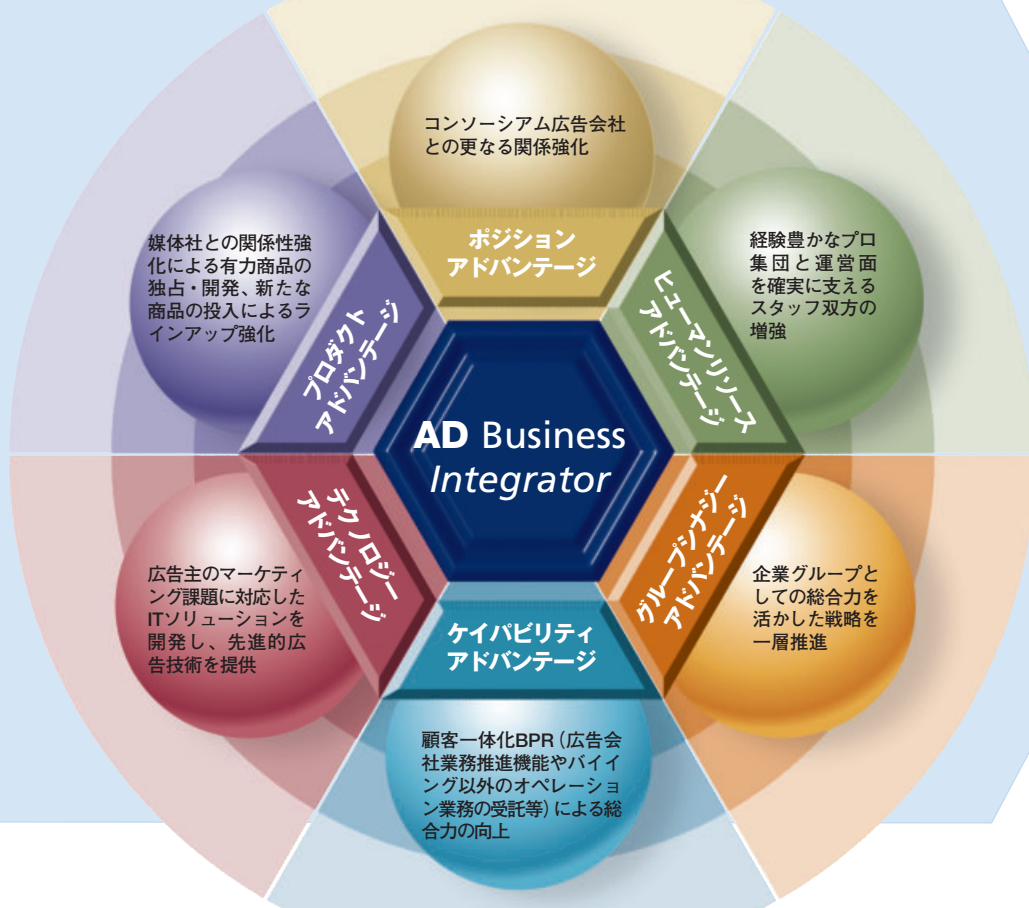 コンソーシアム広告会社
との更なる関係強化
ポジション
アドバンテージ
経験豊かなプロ
集団と運営面
を確実に支える
スタッフ双方の
増強
ヒューマンリソース
アドバンテージ
企業グループと
しての総合力を
活かした戦略を
一層推進
グループシナジー
アドバンテージ
顧客一体化BPR（広告会
社業務推進機能やバイイ
ング以外のオペレーショ
ン業務の受託等）による総
合力の向上
ケイパビリティ
アドバンテージ
広告主のマーケティ
ング課題に対応した
ITソリューションを
開発し、先進的広
告技術を提供
テクノロジー
アドバンテージ
媒体社との関係性強
化による有力商品の
独占・開発、新たな
商品の投入によるラ
インアップ強化
プロダクト
アドバンテージ
AD Business
Integrator